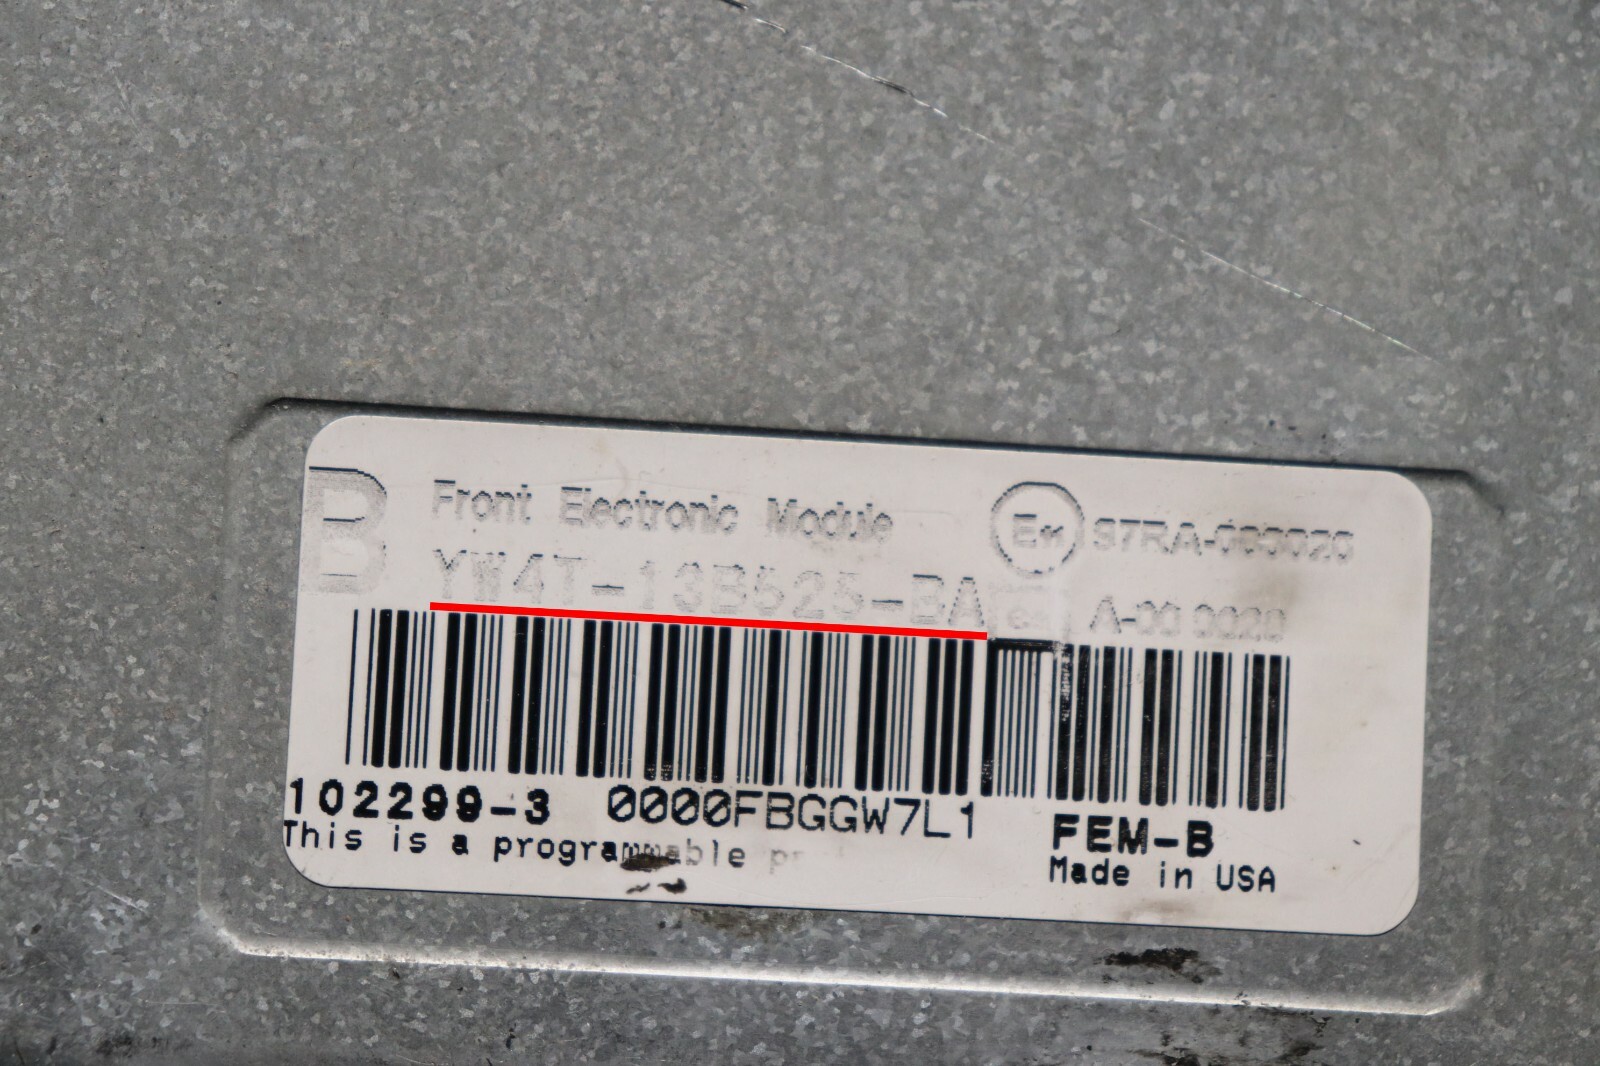 B
Front Electronic Module
YW4T-13B525-BA
102299-3 0000FBGGW7L1 FEM-B
This is a programmable
Made in USA